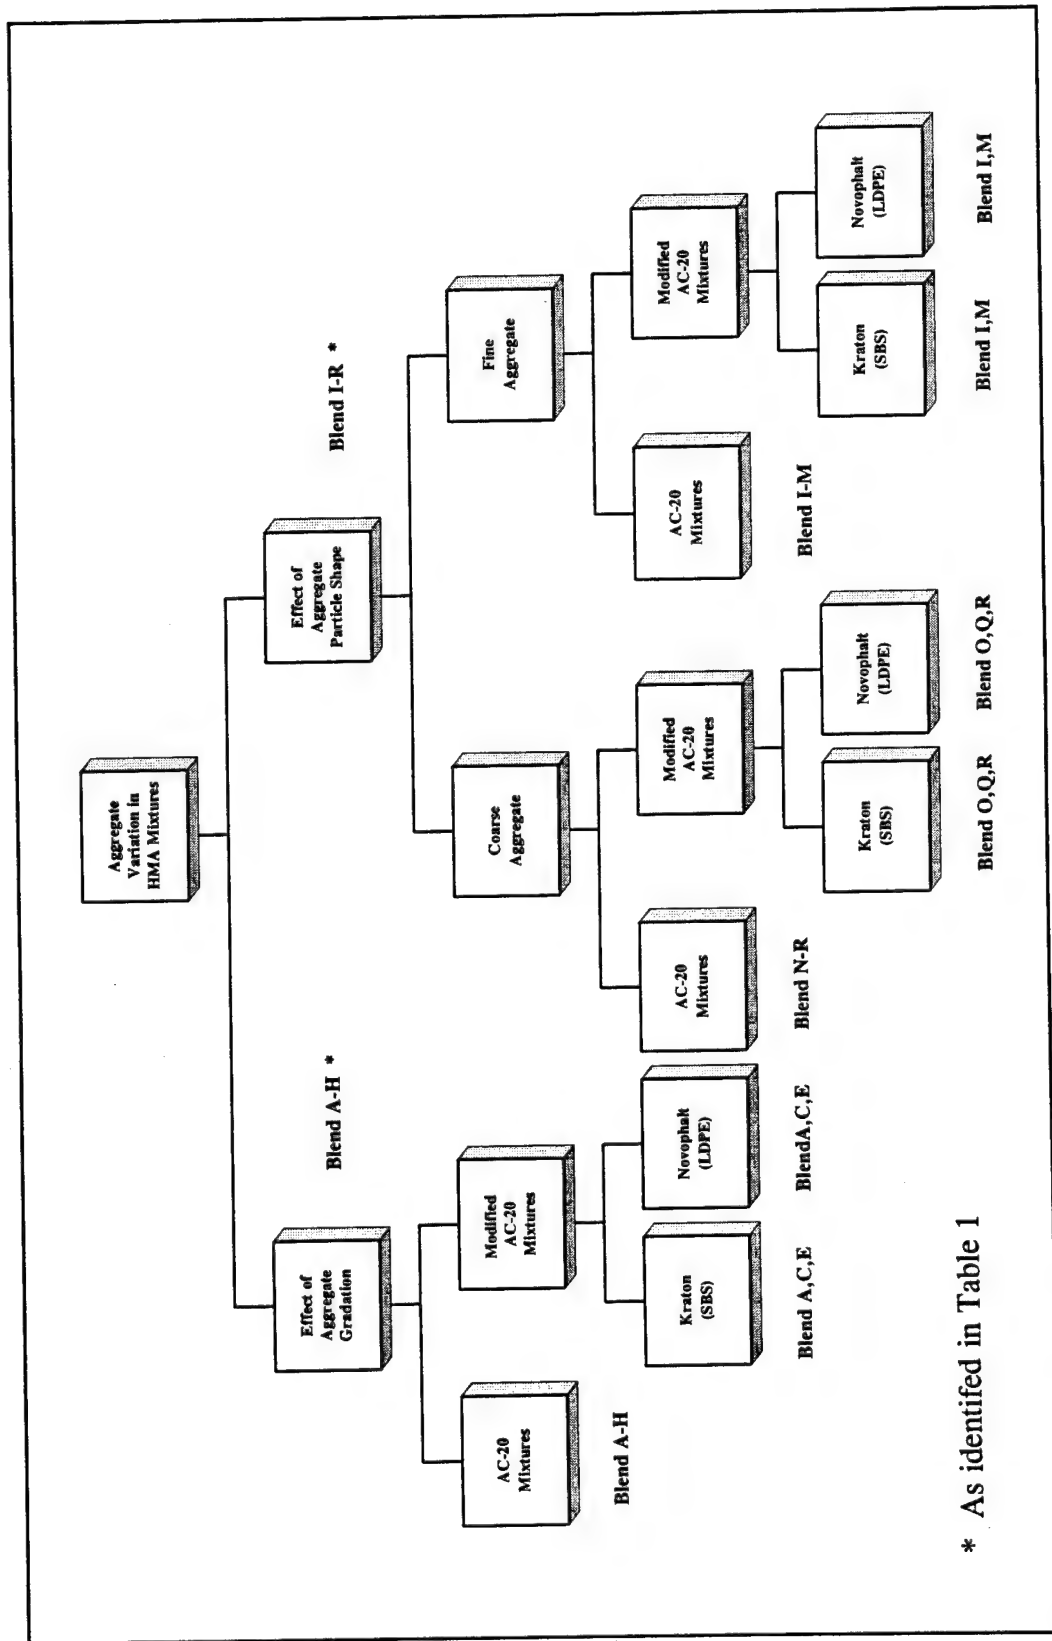 Aggregate
Variation in
HMA Mixtures
Blend A-H *
Blend I-R *
Effect of
Aggregate
Gradation
Effect of
Aggregate
Particle Shape
AC-20
Mixtures
Modified
AC-20
Mixtures
Coarse
Aggregate
Fine
Aggregate
Blend A-H
Kraton
(SBS)
Novophalt
(LDPE)
AC-20
Mixtures
Modified
AC-20
Mixtures
AC-20
Mixtures
Modified
AC-20
Mixtures
Blend A,C,E
BlendA,C,E
Blend N-R
Kraton
(SBS)
Novophalt
(LDPE)
Blend I-M
Kraton
(SBS)
Novophalt
(LDPE)
Blend O,Q,R
Blend O,Q,R
Blend I,M
Blend I,M
* As identifed in Table 1